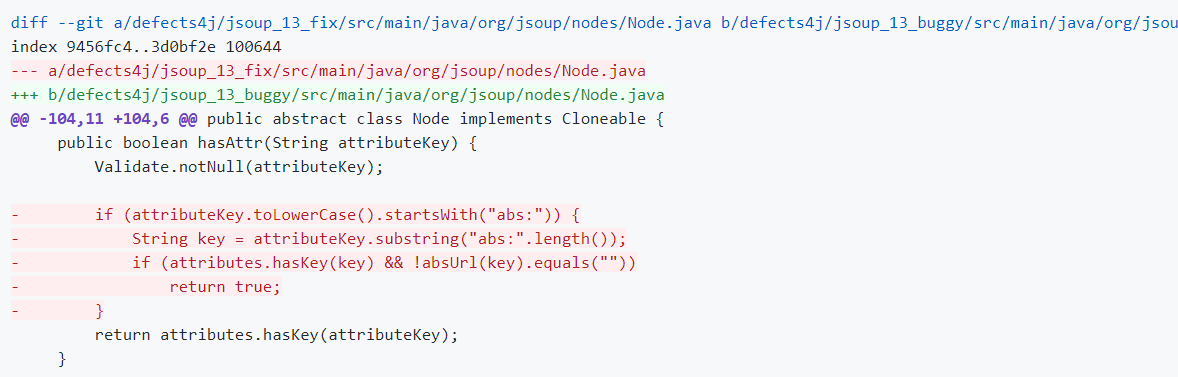 diff --git a/defects4j/jsoup_13_fix/src/main/java/org/jsoup/nodes/Node.java b/defects4j/jsoup_13_buggy/src/main/java/org/jsou
index 9456fc4..3d0bf2e 100644
--- a/defects4j/jsoup_13_fix/src/main/java/org/jsoup/nodes/Node.java
+++ b/defects4j/jsoup_13_buggy/src/main/java/org/jsoup/nodes/Node.java
@@ -104,11 +104,6 @@ public abstract class Node implements Cloneable {
     public boolean hasAttr(String attributeKey) {
         Validate.notNull(attributeKey);
-        if (attributeKey.toLowerCase().startsWith("abs:")) {
-            String key = attributeKey.substring("abs:".length());
-            if (attributes.hasKey(key) && !absUrl(key).equals(""))
-                return true;
-        }
         return attributes.hasKey(attributeKey);
     }